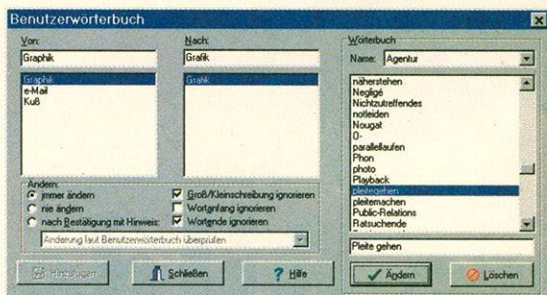 Benutzerwörterbuch
Von:
Graphik
Graphik
e-Mail
Kuß
Nach:
Grafik
Grafik
Ändern:
immer ändern
nie ändern
nach Bestätigung mit Hinweis:
Groß/Kleinschreibung ignorieren
Wortanfang ignorieren
Wortende ignorieren
Änderung laut Benutzerwörterbuch überprüfen
Hinzufügen
Schließen
? Hilfe
Wörterbuch
Name: Agentur
näherstehen
Negligé
Nichtzutreffendes
notleiden
Nougat
O-
parallellaufen
Phon
photo
Playback
pleitegehen
pleitemachen
Public-Relations
Ratsuchende
Pleite gehen
Ändern
Löschen